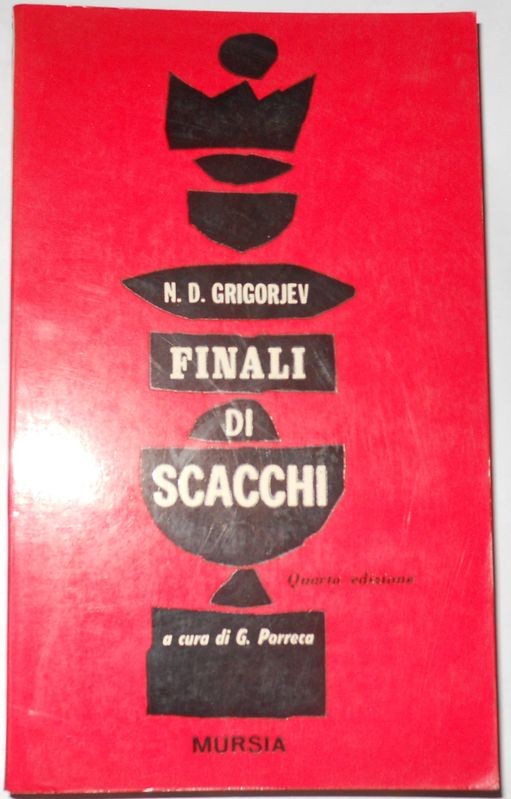 N. D. GRIGORJEV
FINALI
DI
SCACCHI
Quarta edizione
a cura di G. Porreca
MURSIA